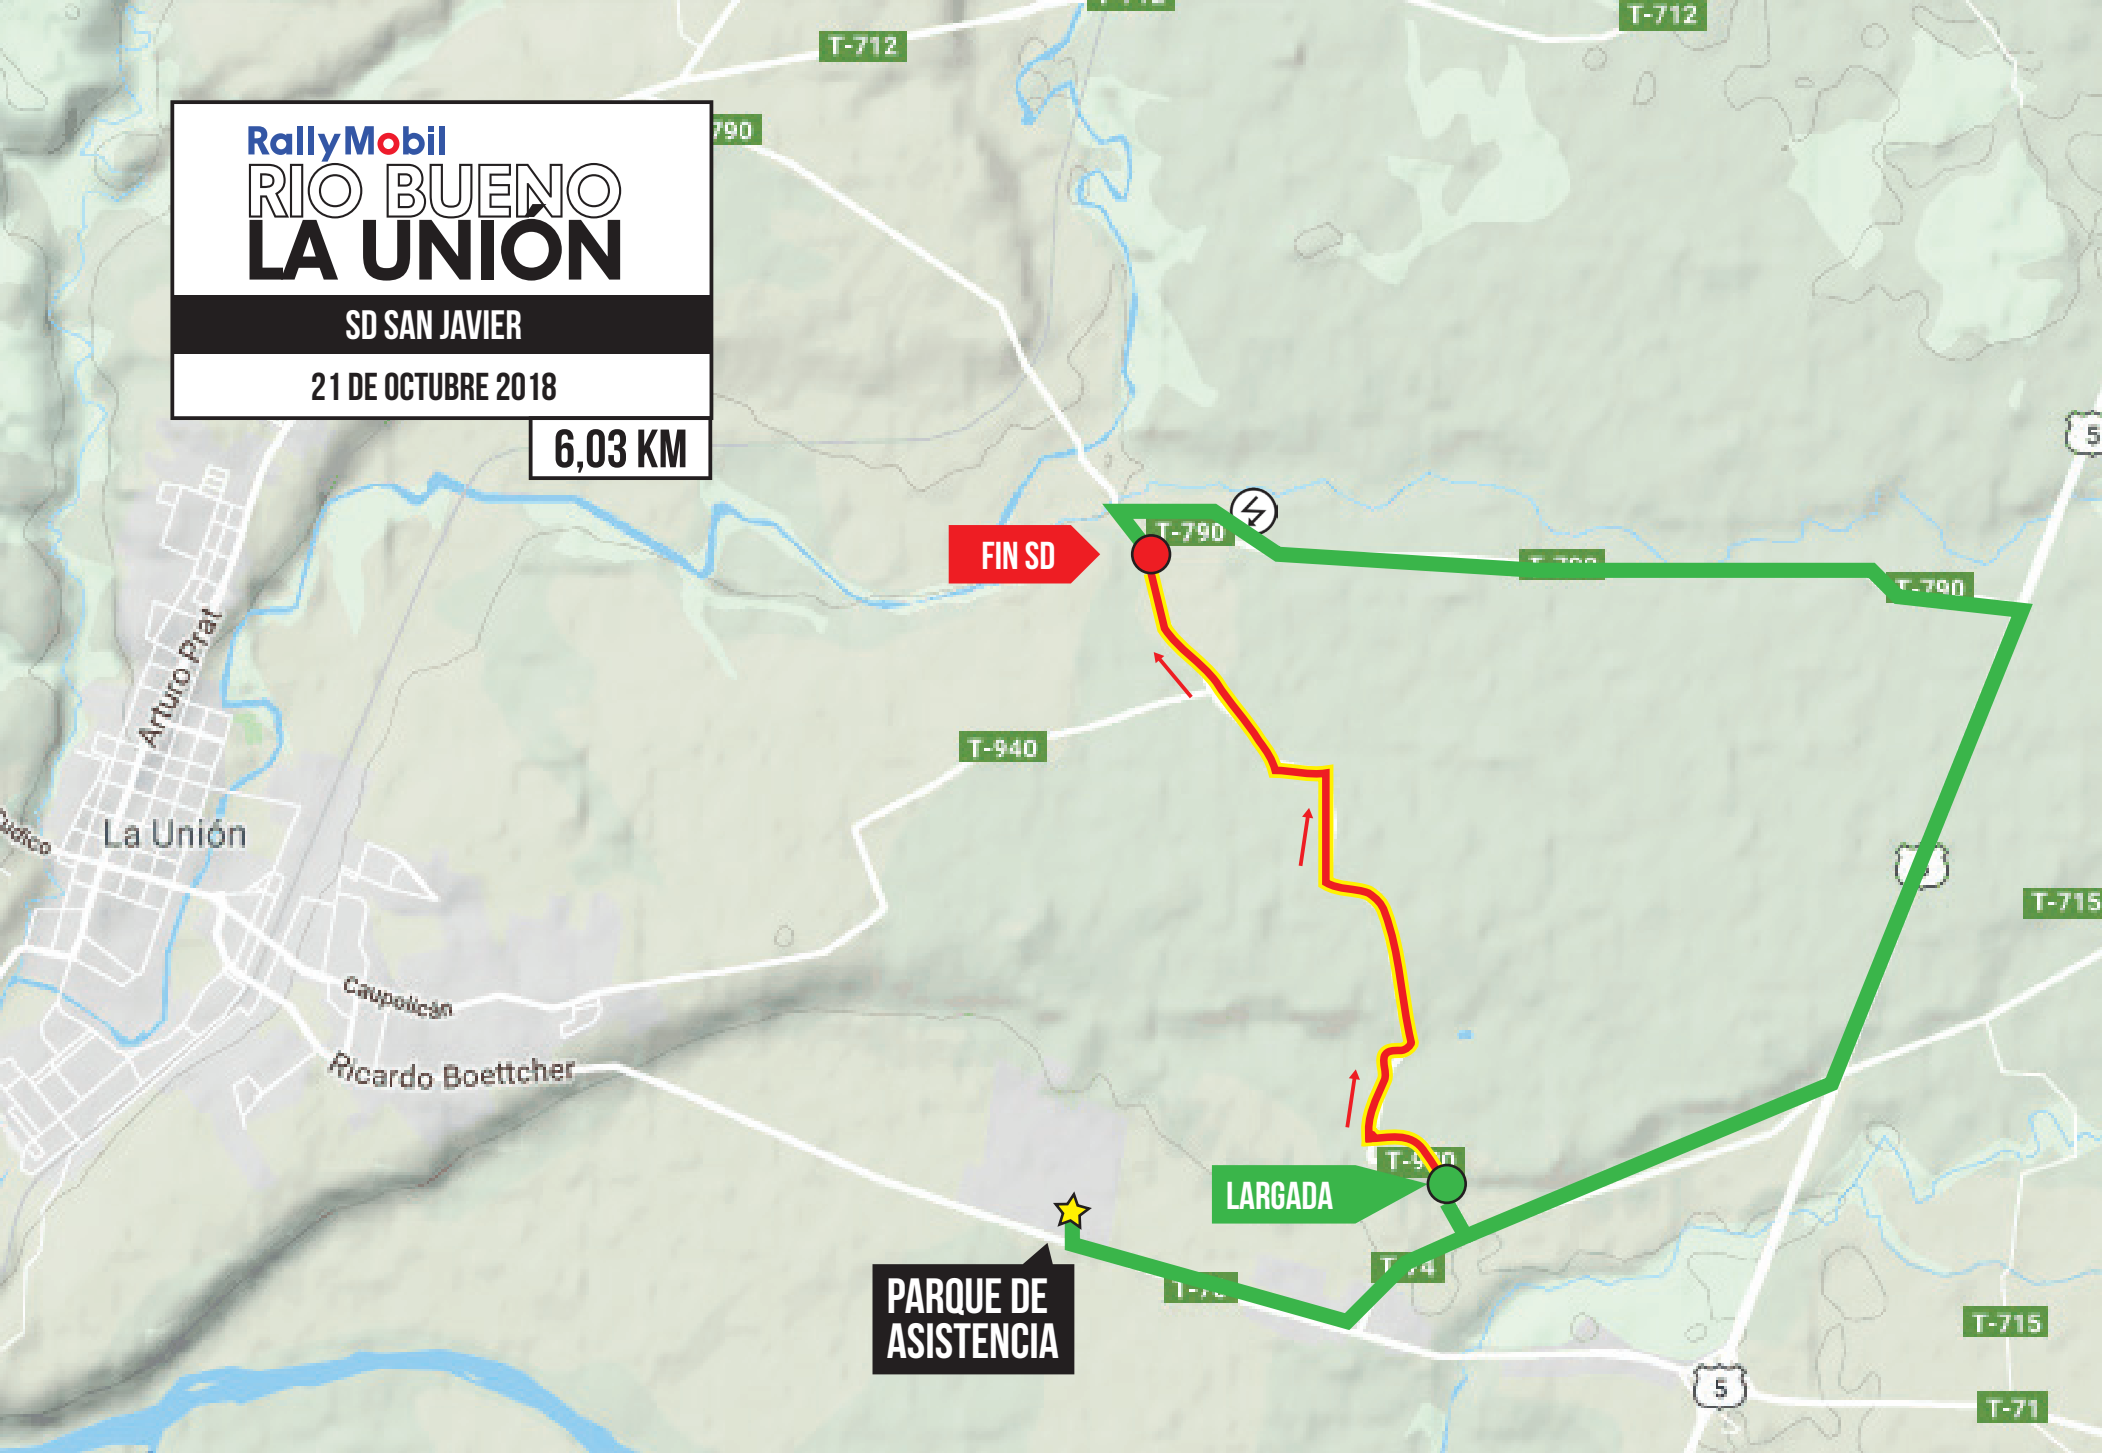 T-712
T-712
RallyMobil
RIO BUENO
LA UNIÓN
SD SAN JAVIER
21 DE OCTUBRE 2018
6,03 KM
790
5
T-790
FIN SD
T-790
Arturo Prat
T-940
La Unión
T-715
Caupolicán
Ricardo Boettcher
LARGADA
PARQUE DE
ASISTENCIA
T-715
5
T-71